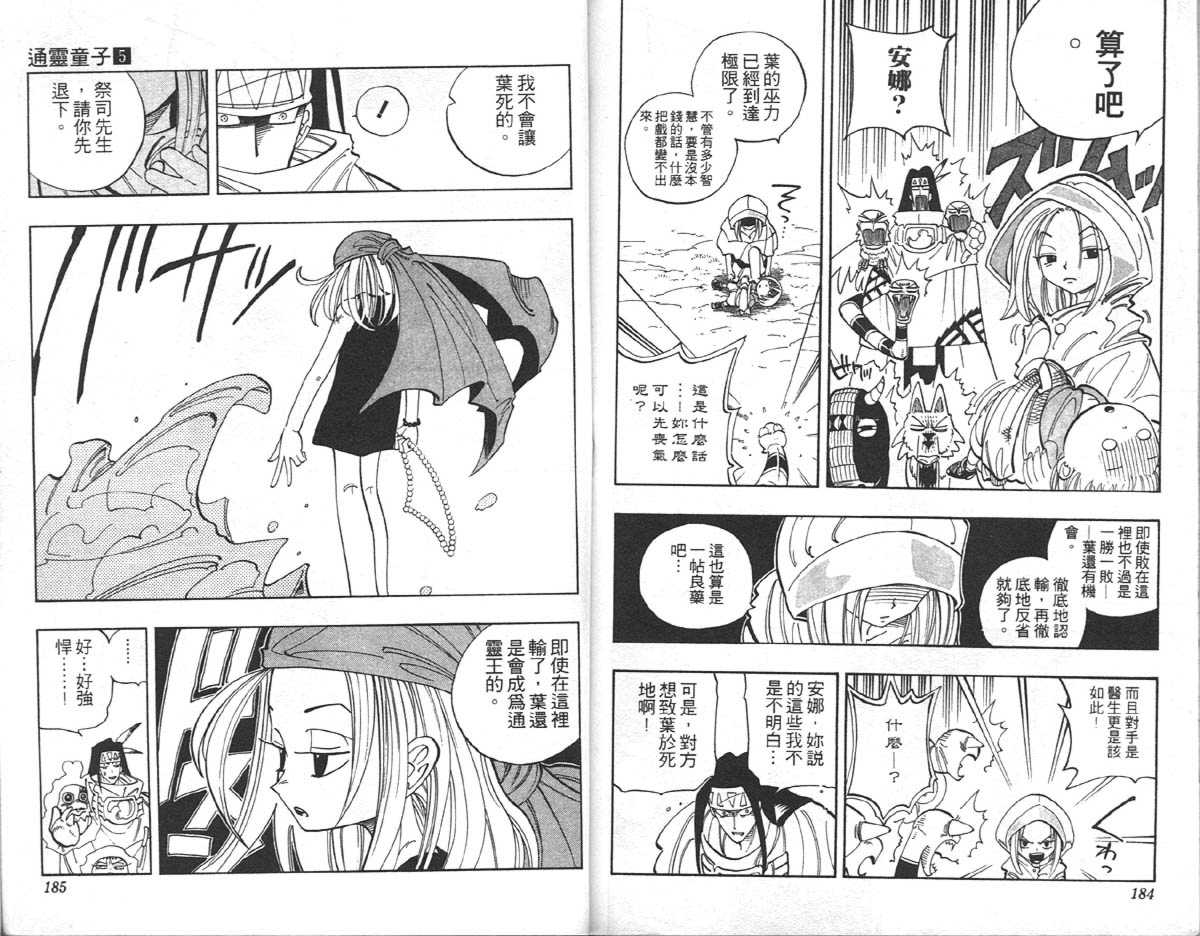 算了吧
。
安娜？
葉的巫力
已經到達
極限了。
不管有多少智
慧，要是沒本
錢的話，什麼
把戲都變不出
來。
ズズムッ
這是什麼話
…—妳怎麼
可以先喪氣
呢？
即使敗在這
裡也不過是
一勝一敗—
—葉還有機
會。
徹底地認
輸，再徹
底地反省
就夠了。
這也算是
一帖良藥
吧…
而且對手是
醫生更是該
如此！
什麼—？
くわっ
安娜，妳說
的這些我不
是不明白…
可是，對方
想致葉於死
地啊！
184
通靈童子5
我不會讓
葉死的。
！
祭司先生
，請你先
退下。
即使在這裡
輸了，葉還
是會成爲通
靈王的。
……
好…好強
悍……！
185